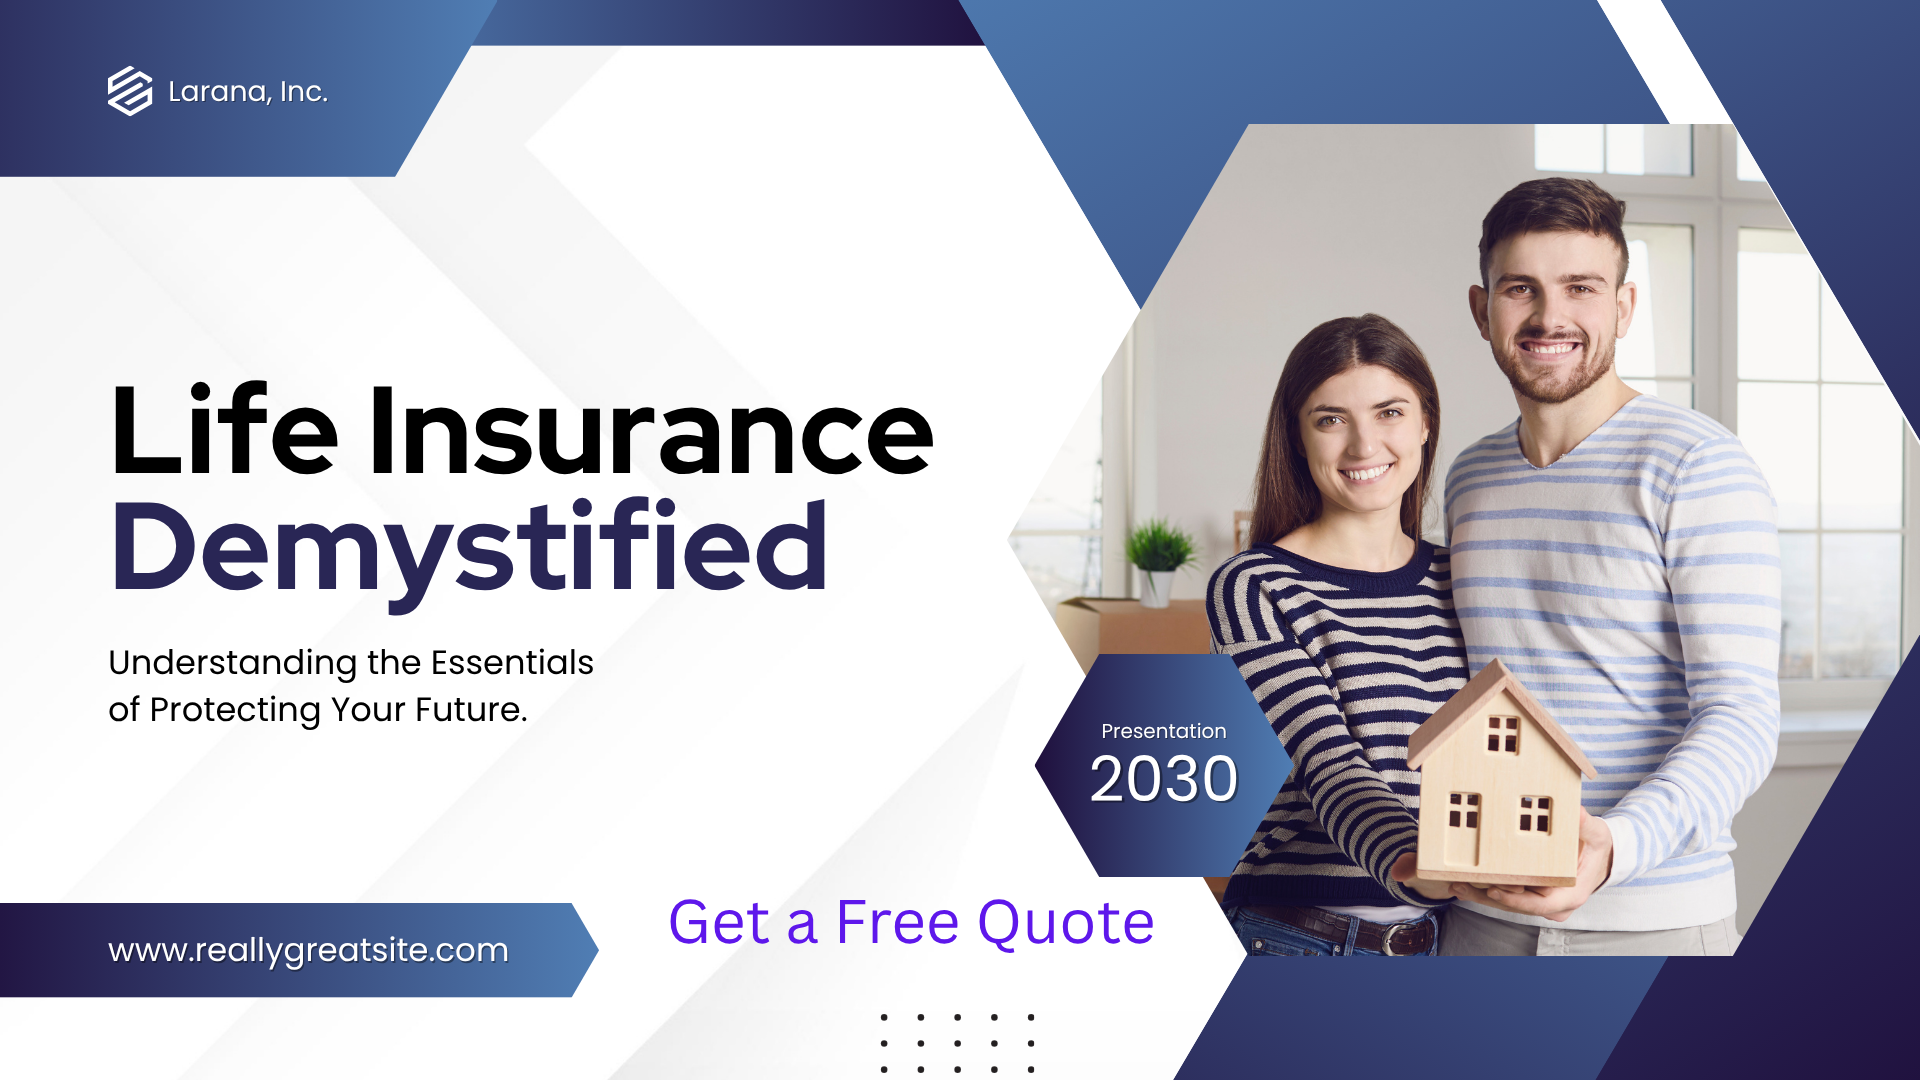 Larana, Inc.
Life Insurance
Demystified
Understanding the Essentials
of Protecting Your Future.
Presentation
2030
www.reallygreatsite.com
Get a Free Quote